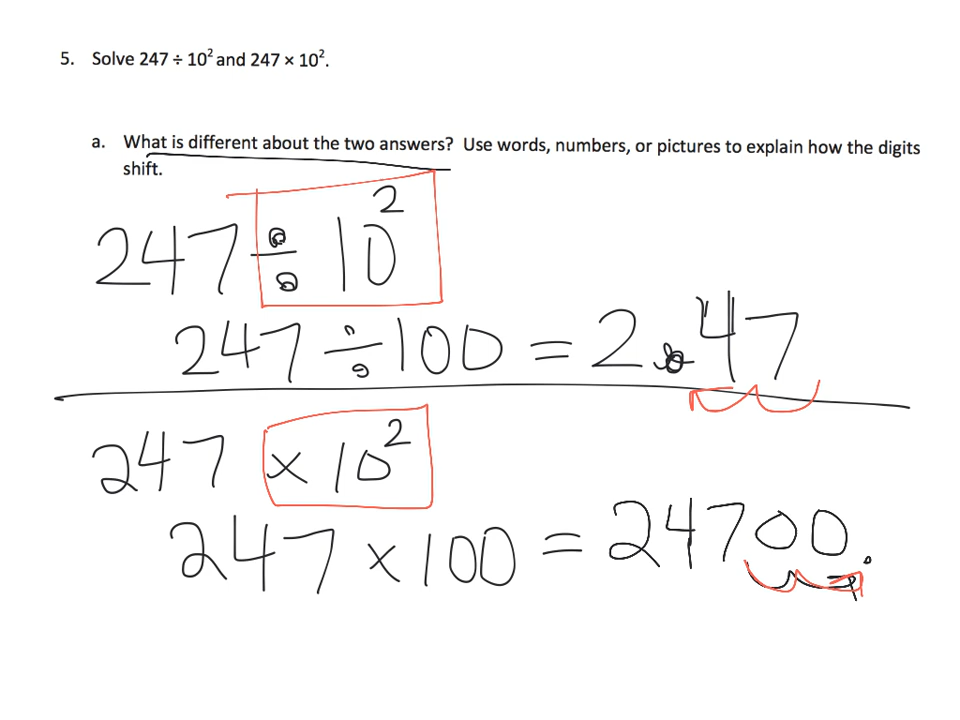 5. Solve 247 ÷ 10² and 247 × 10².
a. What is different about the two answers? Use words, numbers, or pictures to explain how the digits
shift.
247 ÷ 10²
247 ÷ 100 = 2.47
247 × 10²
247 × 100 = 24700.